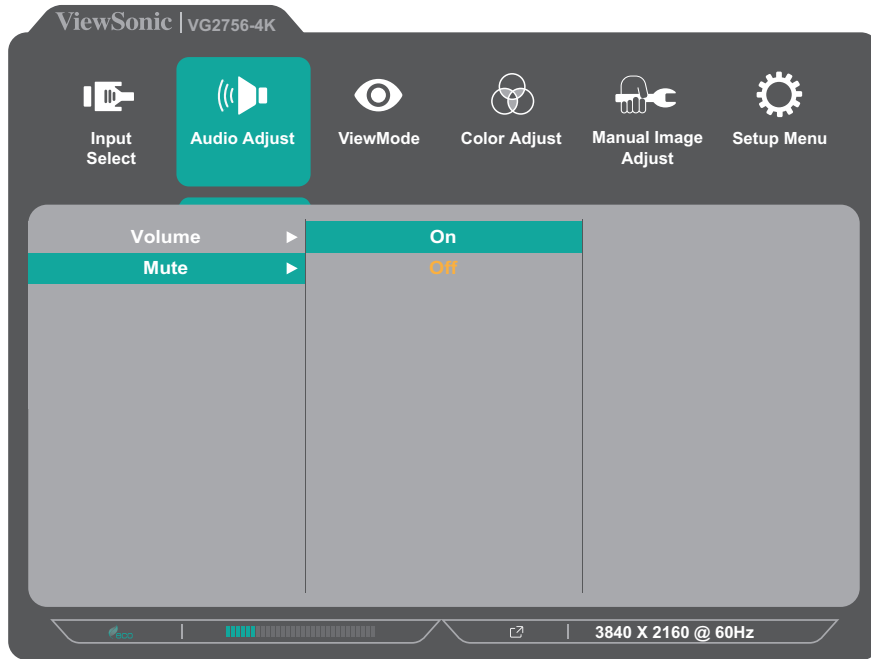 ViewSonic | VG2756-4K
Input Select
Audio Adjust
ViewMode
Color Adjust
Manual Image Adjust
Setup Menu
Volume
On
Mute
Off
eco
3840 X 2160 @ 60Hz